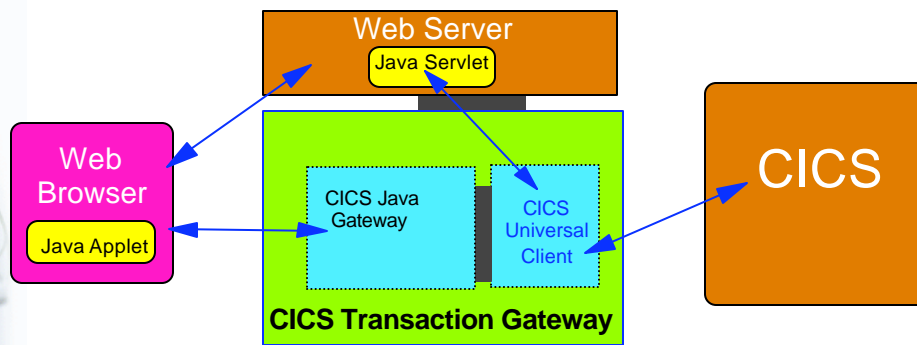 Web Server
Java Servlet
Web
Browser
Java Applet
CICS Java
Gateway
CICS
Universal
Client
CICS Transaction Gateway
CICS